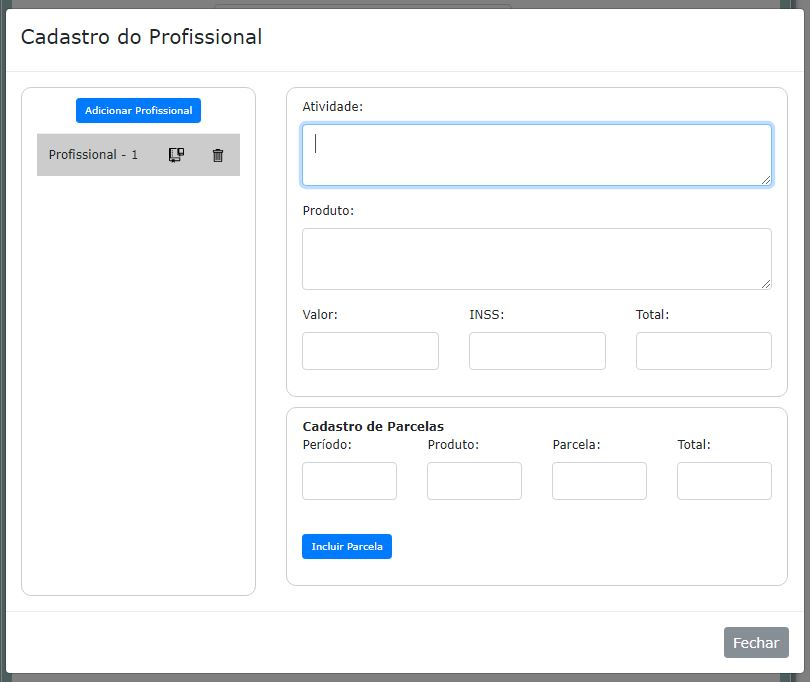 Cadastro do Profissional
Adicionar Profissional
Profissional - 1
Atividade:
Produto:
Valor: INSS: Total:
Cadastro de Parcelas
Período: Produto: Parcela: Total:
Incluir Parcela
Fechar